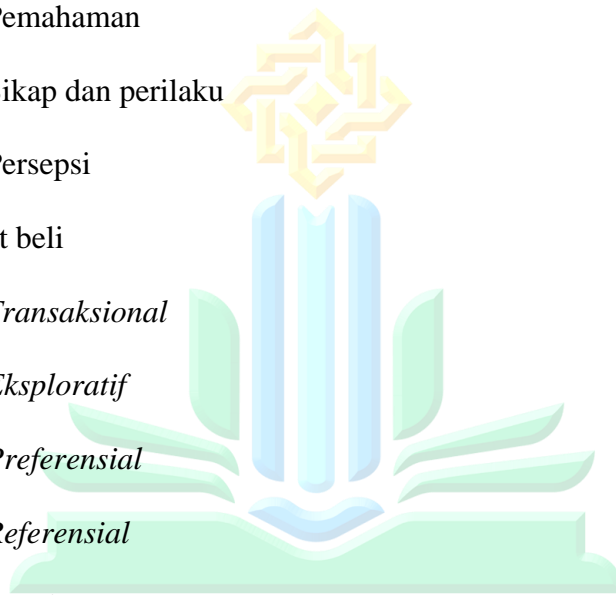 Pemahaman
ikap dan perilaku
Persepsi
t beli
Transaksional
Eksploratif
Preferensial
Referensial